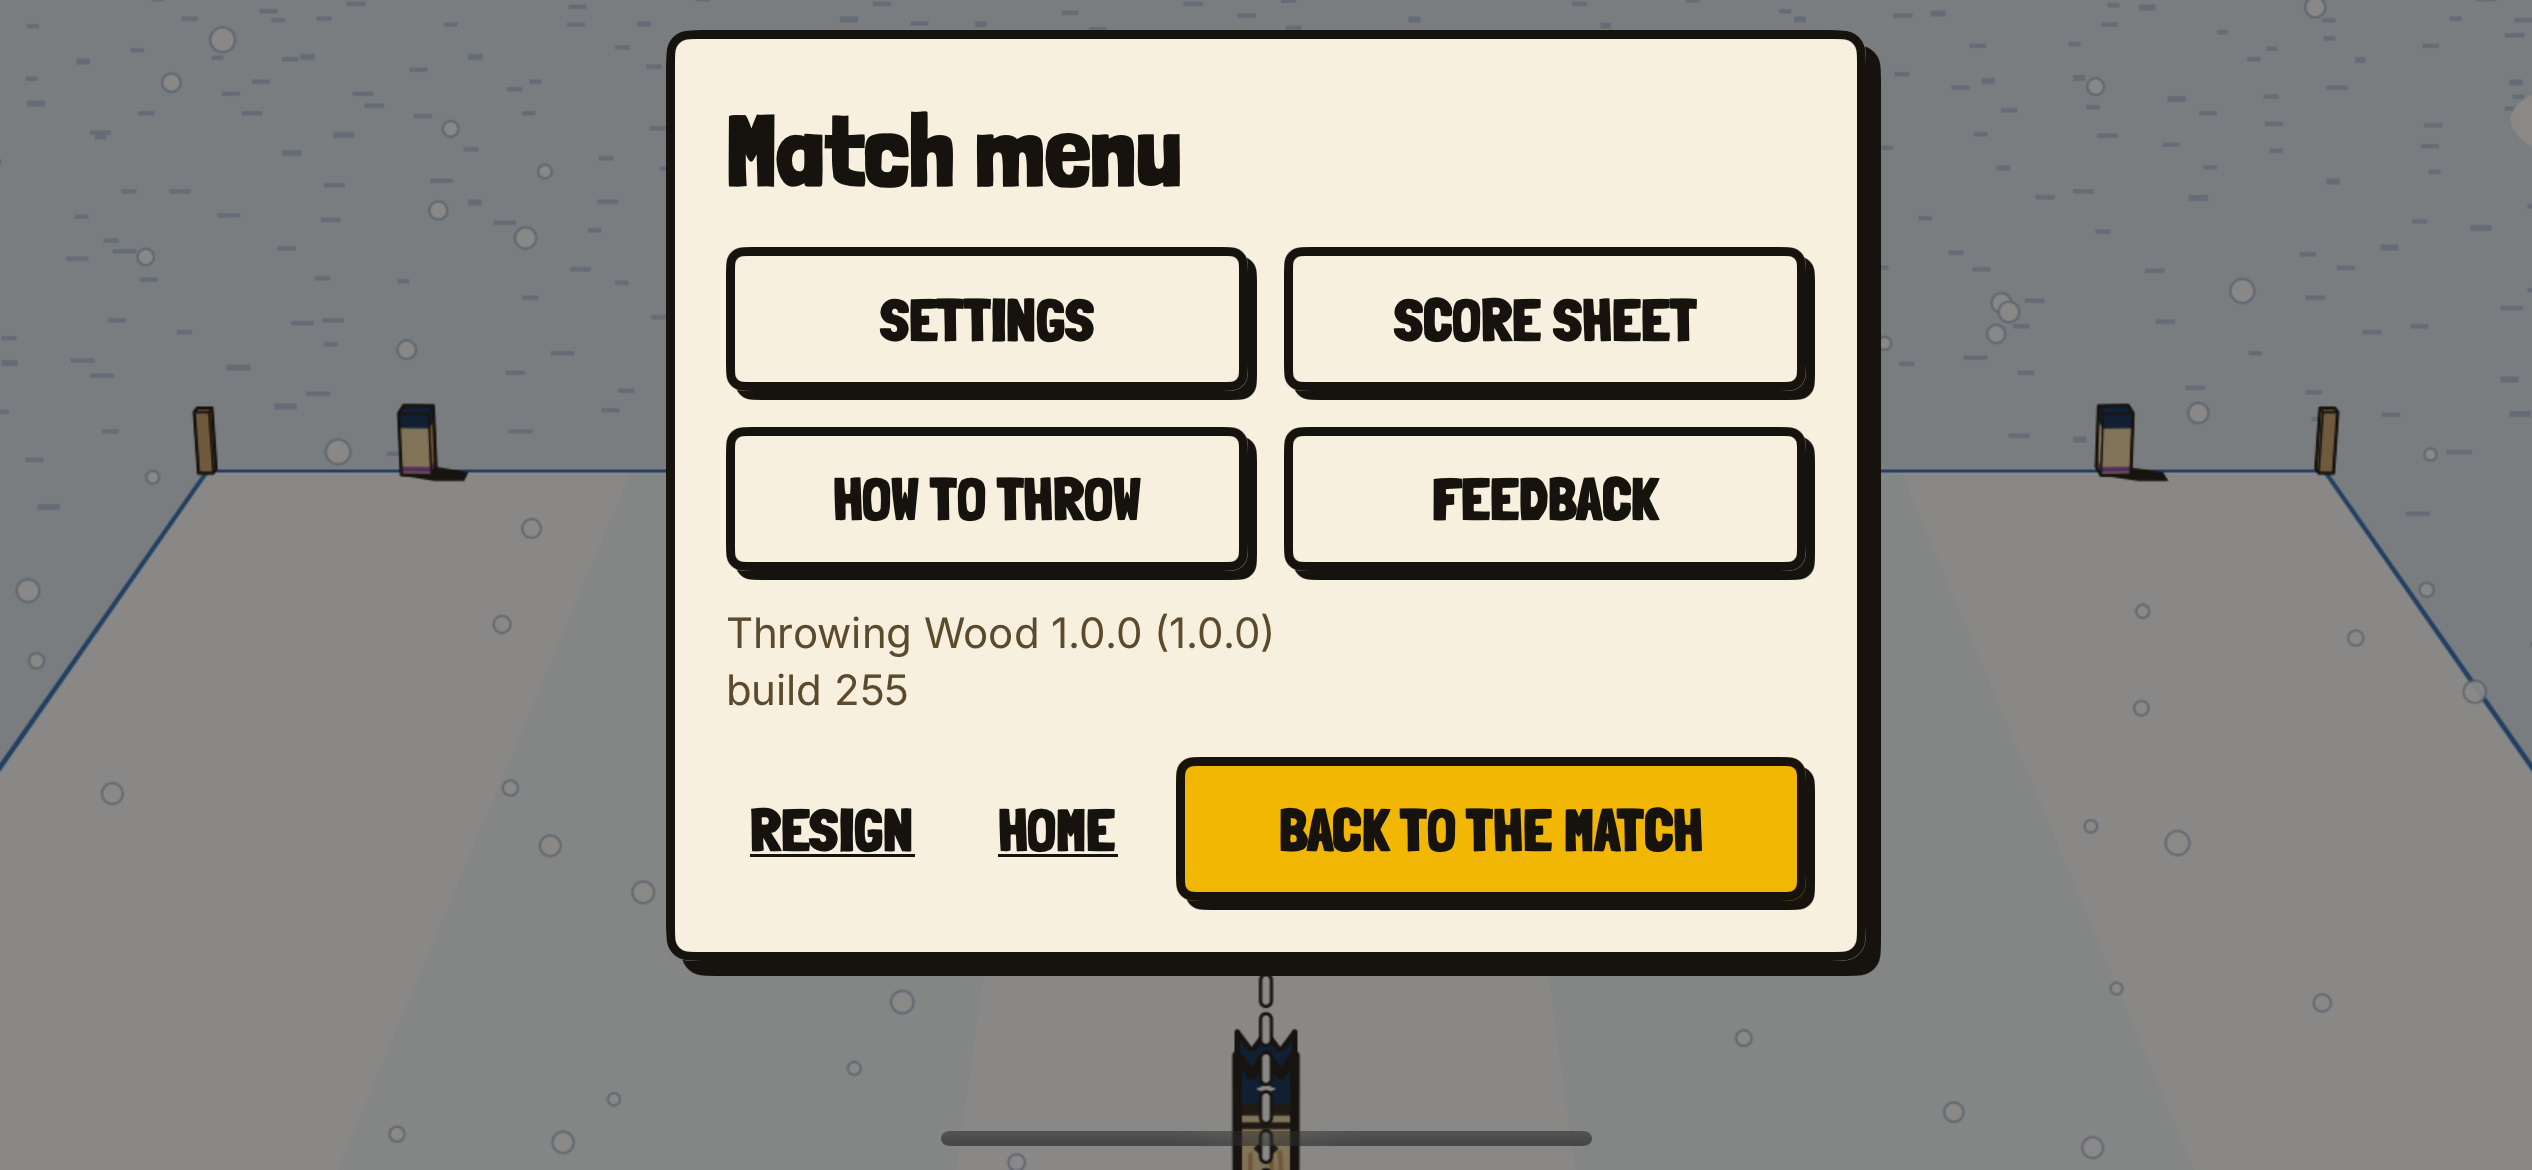 Match menu
SETTINGS
SCORE SHEET
HOW TO THROW
FEEDBACK
Throwing Wood 1.0.0 (1.0.0)
build 255
RESIGN
HOME
BACK TO THE MATCH